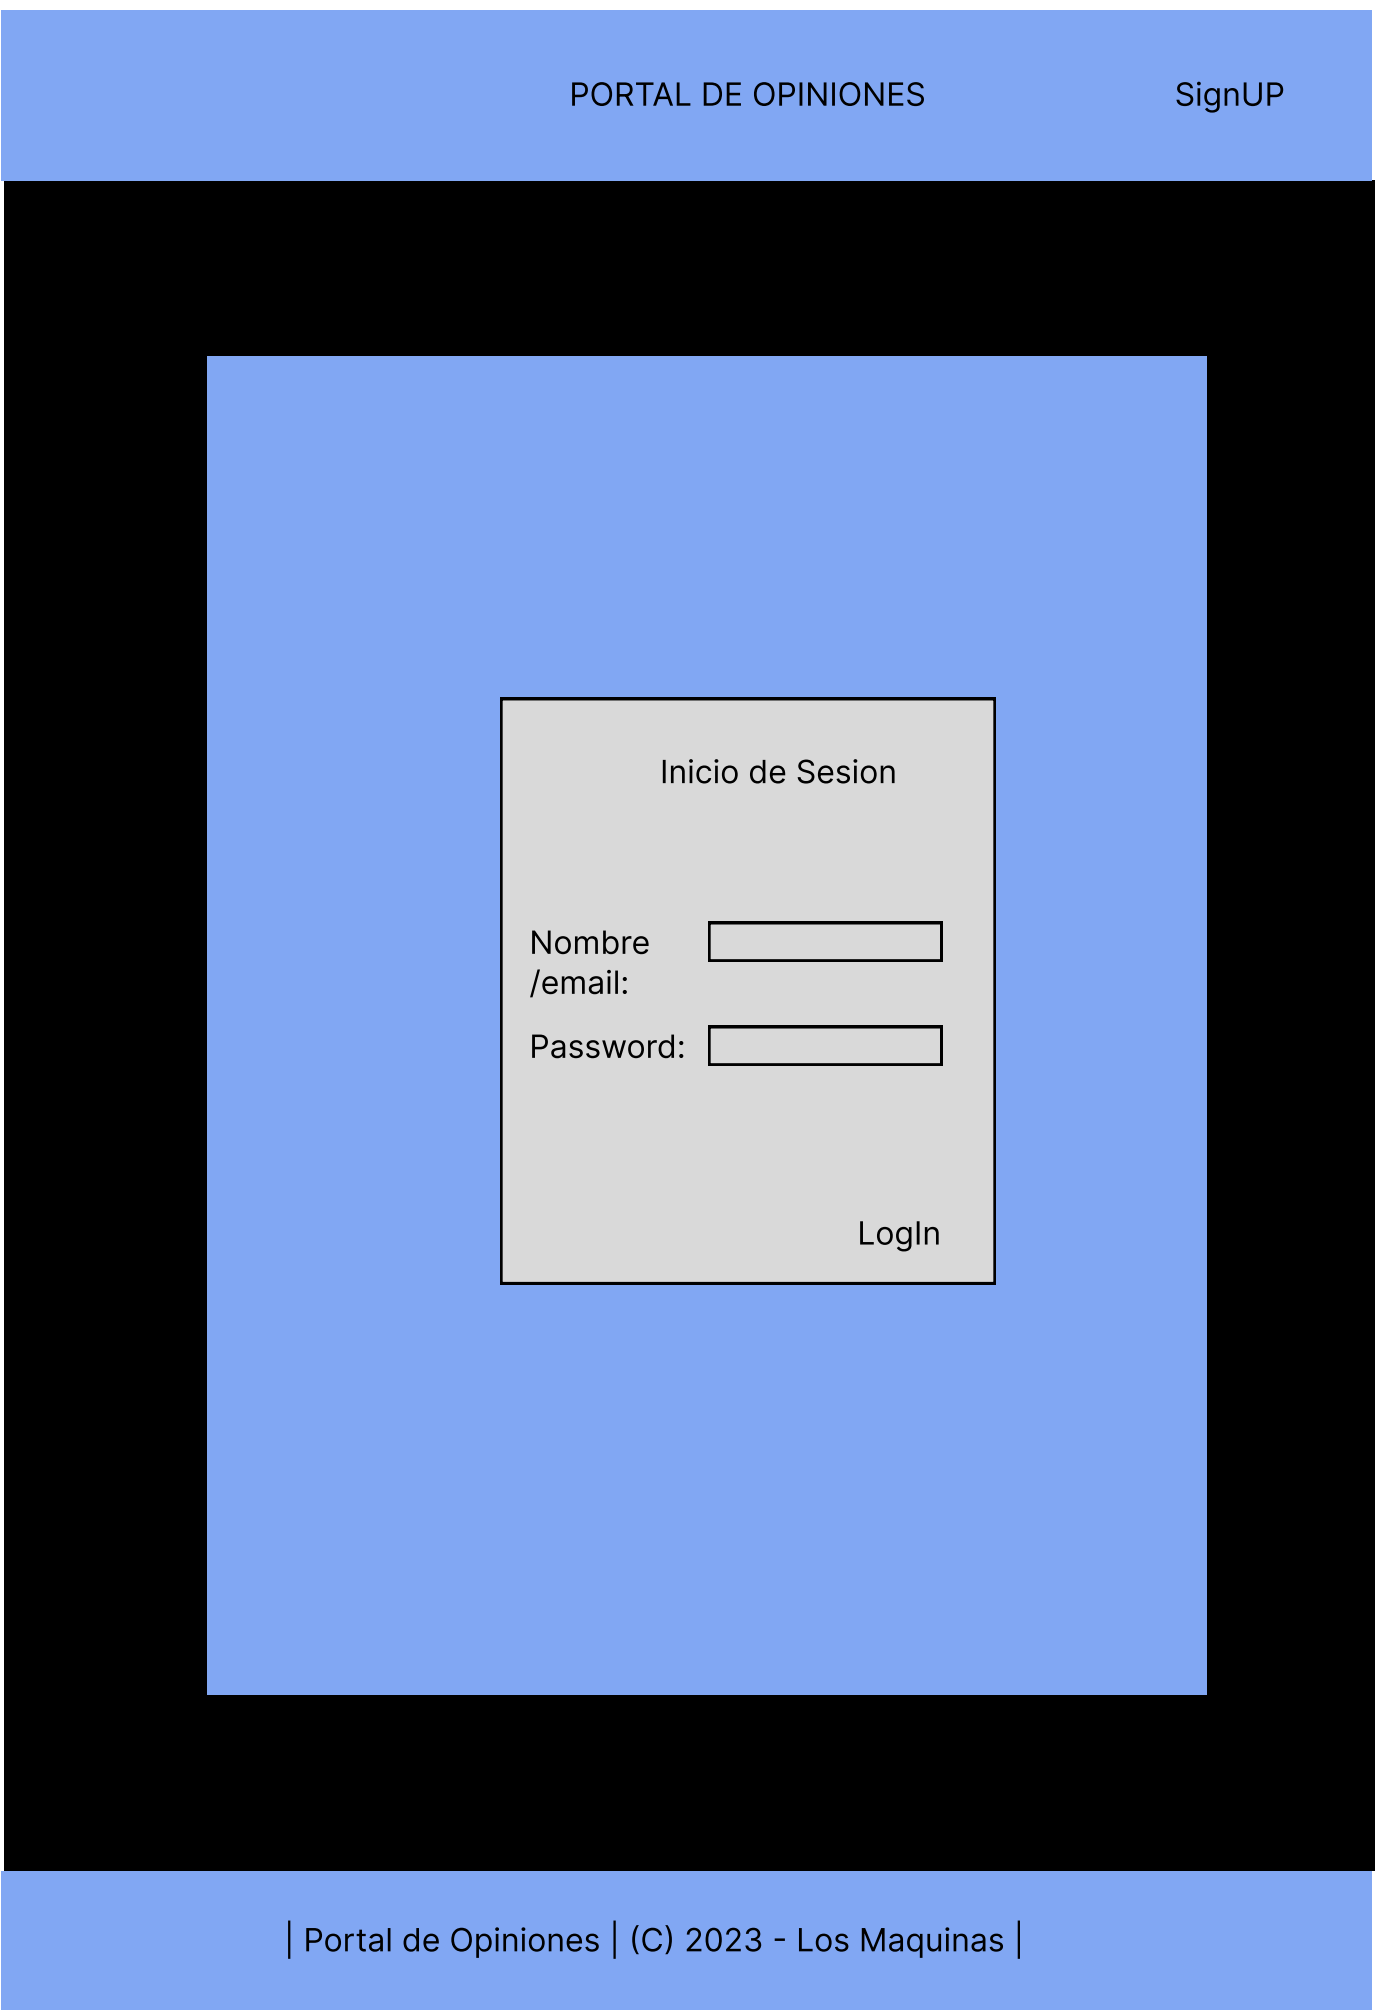 PORTAL DE OPINIONES SignUP
Inicio de Sesion
Nombre
/email:
Password:
LogIn
| Portal de Opiniones | (C) 2023 - Los Maquinas |